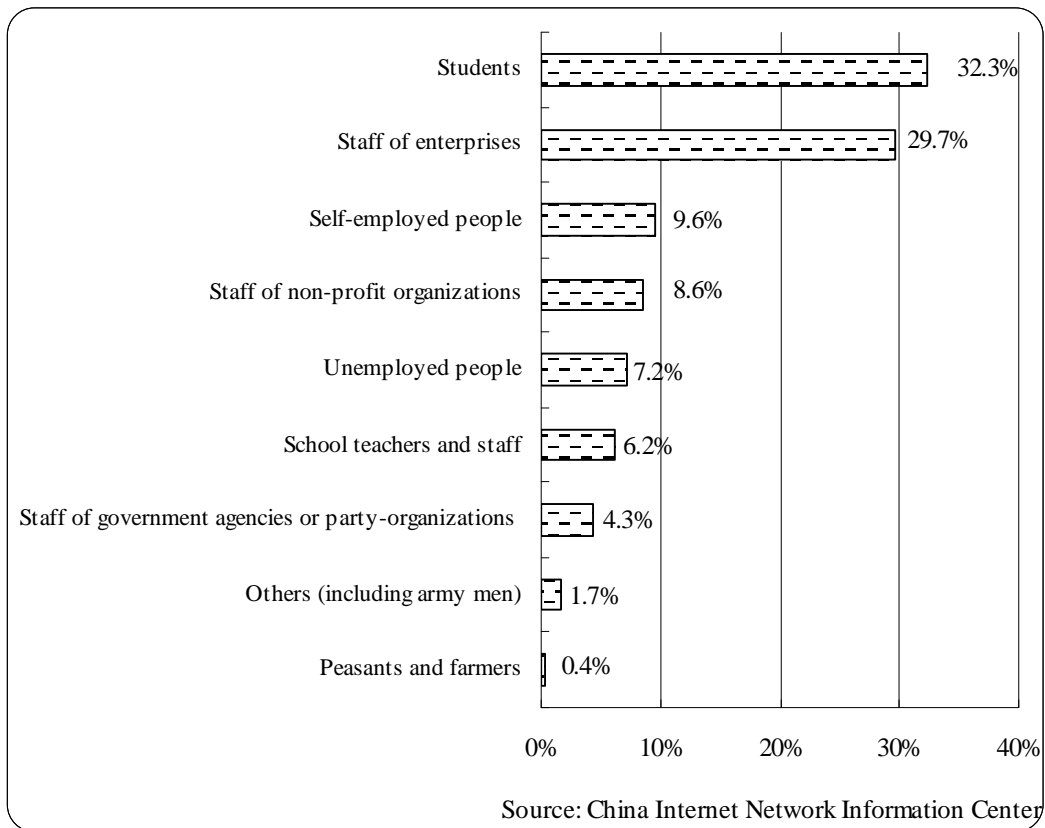 Students 32.3%
Staff of enterprises 29.7%
Self-employed people 9.6%
Staff of non-profit organizations 8.6%
Unemployed people 7.2%
School teachers and staff 6.2%
Staff of government agencies or party-organizations 4.3%
Others (including army men) 1.7%
Peasants and farmers 0.4%
0% 10% 20% 30% 40%
Source: China Internet Network Information Center